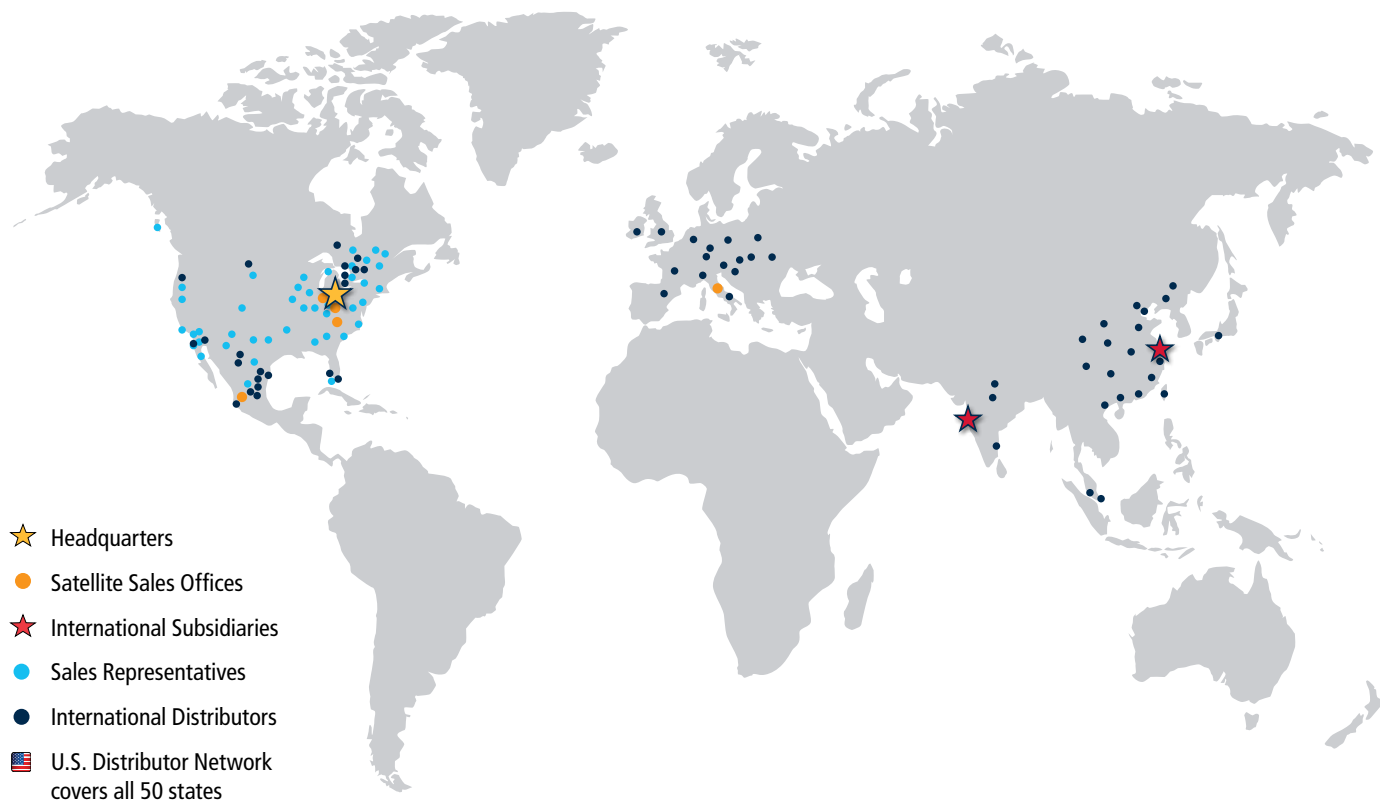 Headquarters
Satellite Sales Offices
International Subsidiaries
Sales Representatives
International Distributors
U.S. Distributor Network
covers all 50 states